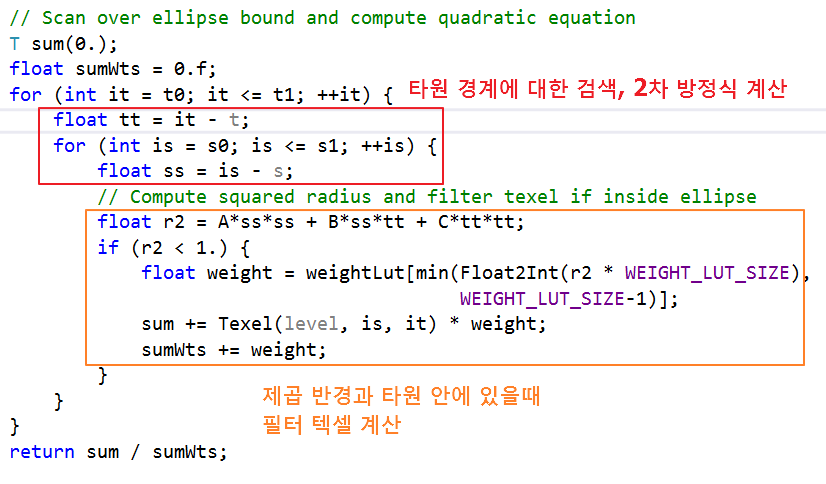 // Scan over ellipse bound and compute quadratic equation
T sum(0.);
float sumWts = 0.f;
for (int it = t0; it <= t1; ++it) {
타원 경계에 대한 검색, 2차 방정식 계산
float tt = it - t;
for (int is = s0; is <= s1; ++is) {
float ss = is - s;
// Compute squared radius and filter texel if inside ellipse
float r2 = A*ss*ss + B*ss*tt + C*tt*tt;
if (r2 < 1.) {
float weight = weightLut[min(Float2Int(r2 * WEIGHT_LUT_SIZE),
WEIGHT_LUT_SIZE-1)];
sum += Texel(level, is, it) * weight;
sumWts += weight;
}
제곱 반경과 타원 안에 있을때
필터 텍셀 계산
}
}
return sum / sumWts;